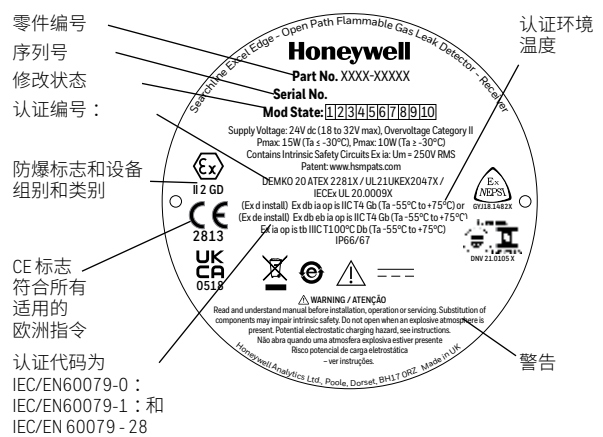 零件编号
序列号
修改状态
认证编号：
防爆标志和设备
组别和类别
CE 标志
符合所有
适用的
欧洲指令
认证代码为
IEC/EN60079-0：
IEC/EN60079-1：和
IEC/EN 60079 - 28
Searchline Excel Edge - Open Path Flammable Gas Leak Detector - Receiver
Honeywell
Part No. XXXX-XXXXX
Serial No.
Mod State: 1 2 3 4 5 6 7 8 9 10
Supply Voltage: 24V dc (18 to 32V max), Overvoltage Category II
Pmax: 15W (Ta ≤ -30°C), Pmax: 10W (Ta ≥ -30°C)
Contains Intrinsic Safety Circuits Ex ia: Um = 250V RMS
Patent: www.hsmpats.com
DEMKO 20 ATEX 2281X / UL21UKEX2047X /
IECEx UL 20.0009X
(Ex d install) Ex db ia op is IIC T4 Gb (Ta -55°C to +75°C) or
(Ex de install) Ex db eb ia op is IIC T4 Gb (Ta -55°C to +75°C)
Ex ia op is tb IIIC T100°C Db (Ta -55°C to +75°C)
IP66/67
Ex
II 2 GD
CE
2813
UK
CA
0518
Ex
NEPSI
GYJ18.1482X
DNV 21.0105 X
e
WARNING / ATENÇÃO
Read and understand manual before installation, operation or servicing. Substitution of
components may impair intrinsic safety. Do not open when an explosive atmosphere is
present. Potential electrostatic charging hazard, see instructions.
Não abra quando uma atmosfera explosiva estiver presente
Risco potencial de carga eletrostática
– ver instruções.
Honeywell Analytics Ltd., Poole, Dorset, BH17 0RZ Made in UK
认证环境
温度
警告